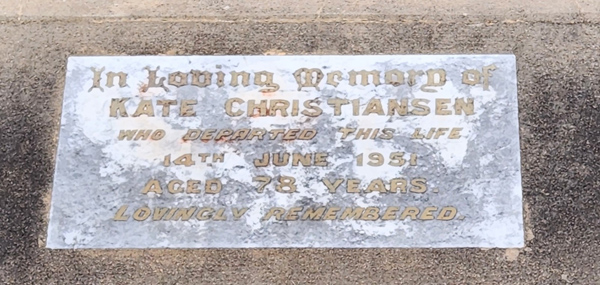 In Loving Memory of
KATE CHRISTIANSEN
WHO DEPARTED THIS LIFE
14TH JUNE 1951
AGED 78 YEARS.
LOVINGLY REMEMBERED.